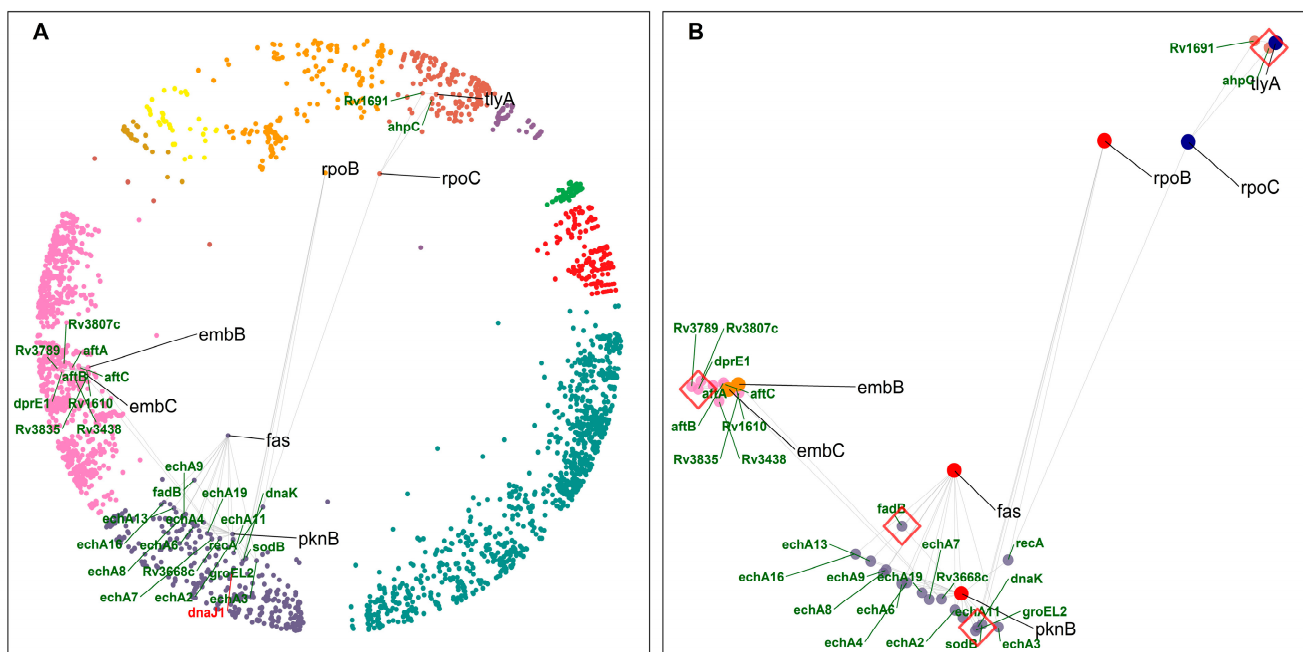 A
Rv1691
tlyA
ahpC
rpoB
rpoC
Rv3807c
embB
Rv3789
aftA
aftB
aftC
dprE1
Rv1610
embC
Rv3835
Rv3438
fas
echA9
fadB
echA19
dnaK
echA13
echA4
echA11
echA16
echA6
recA
sodB
pknB
echA8
Rv3668c
groEL2
echA7
echA2
echA3
dnaJ1
B
Rv1691
ahpC
tlyA
rpoB
rpoC
Rv3789
Rv3807c
dprE1
embB
aftA
aftC
aftB
Rv1610
embC
Rv3835
Rv3438
fadB
fas
echA13
echA7
recA
echA16
echA9
echA19
Rv3668c
dnaK
echA8
echA6
echA11
groEL2
pknB
echA4
echA2
sodB
echA3